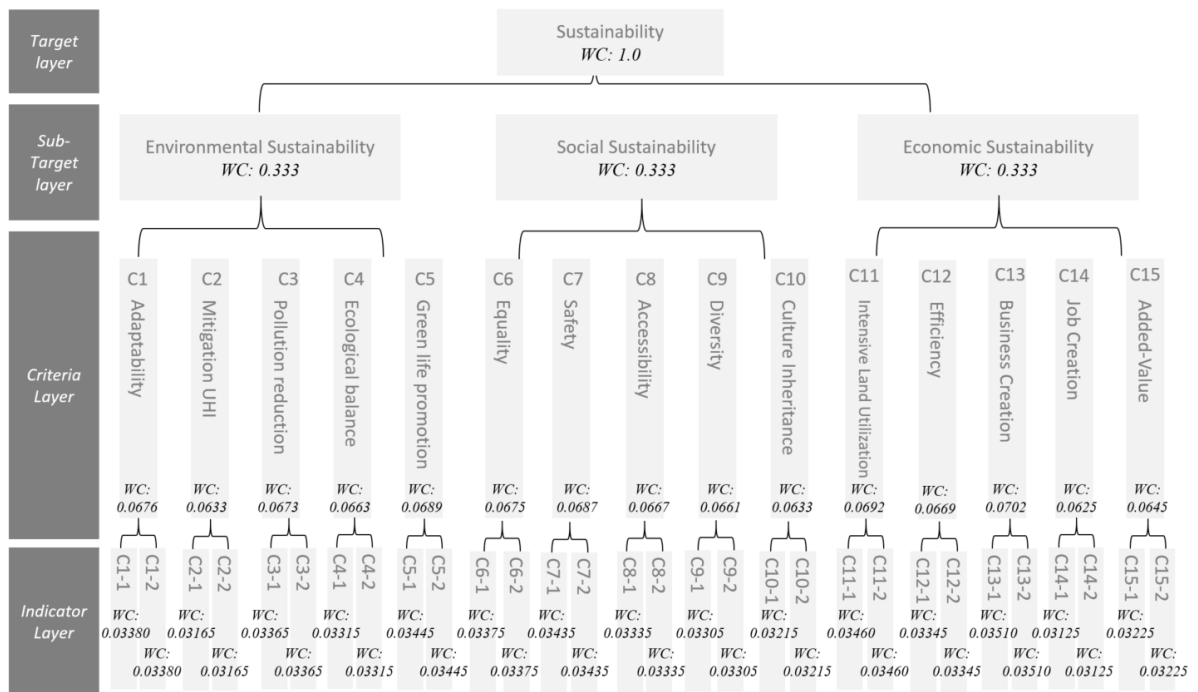 Target
layer
Sustainability
WC: 1.0
Sub-
Target
layer
Environmental Sustainability
WC: 0.333
Social Sustainability
WC: 0.333
Economic Sustainability
WC: 0.333
Criteria
Layer
C1 Adaptability
WC:
0.0676
C2 Mitigation UHI
WC:
0.0633
C3 Pollution reduction
WC:
0.0673
C4 Ecological balance
WC:
0.0663
C5 Green life promotion
WC:
0.0689
C6 Equality
WC:
0.0675
C7 Safety
WC:
0.0687
C8 Accessibility
WC:
0.0667
C9 Diversity
WC:
0.0661
C10 Culture Inheritance
WC:
0.0633
C11 Intensive Land Utilization
WC:
0.0692
C12 Efficiency
WC:
0.0669
C13 Business Creation
WC:
0.0702
C14 Job Creation
WC:
0.0625
C15 Added-Value
WC:
0.0645
Indicator
Layer
C1-1
WC:
0.03380
C1-2
WC:
0.03380
C2-1
WC:
0.03165
C2-2
WC:
0.03165
C3-1
WC:
0.03365
C3-2
WC:
0.03365
C4-1
WC:
0.03315
C4-2
WC:
0.03315
C5-1
WC:
0.03445
C5-2
WC:
0.03445
C6-1
WC:
0.03375
C6-2
WC:
0.03375
C7-1
WC:
0.03435
C7-2
WC:
0.03435
C8-1
WC:
0.03335
C8-2
WC:
0.03335
C9-1
WC:
0.03305
C9-2
WC:
0.03305
C10-1
WC:
0.03215
C10-2
WC:
0.03215
C11-1
WC:
0.03460
C11-2
WC:
0.03460
C12-1
WC:
0.03345
C12-2
WC:
0.03345
C13-1
WC:
0.03510
C13-2
WC:
0.03510
C14-1
WC:
0.03125
C14-2
WC:
0.03125
C15-1
WC:
0.03225
C15-2
WC:
0.03225